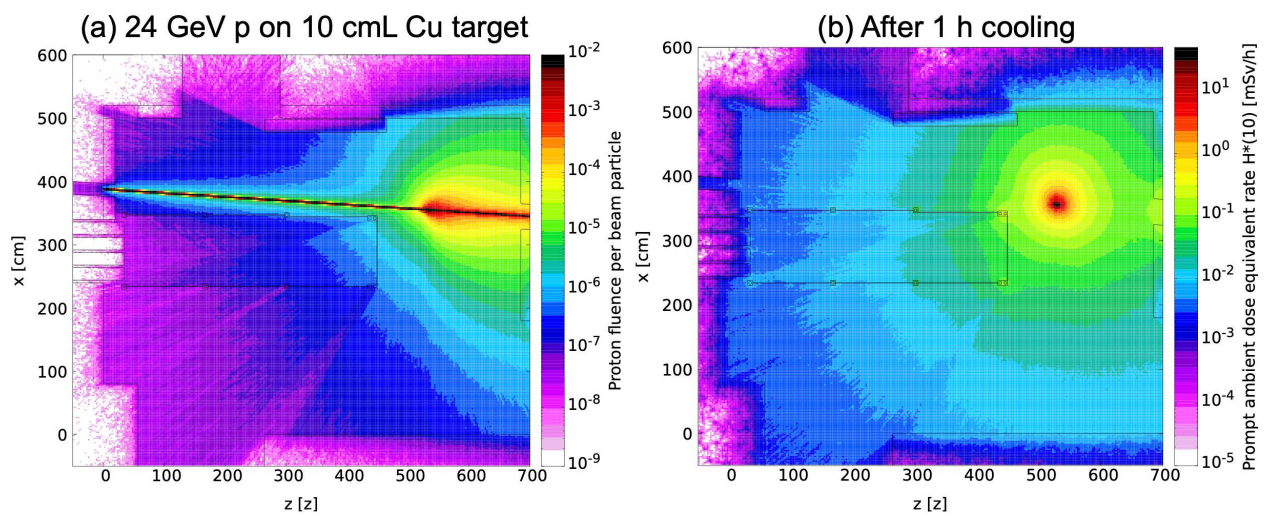 (a) 24 GeV p on 10 cmL Cu target
600
500
400
300
200
100
0
x [cm]
0 100 200 300 400 500 600 700
z [z]
10⁻²
10⁻³
10⁻⁴
10⁻⁵
10⁻⁶
10⁻⁷
10⁻⁸
10⁻⁹
Proton fluence per beam particle
(b) After 1 h cooling
600
500
400
300
200
100
0
x [cm]
0 100 200 300 400 500 600 700
z [z]
10¹
10⁰
10⁻¹
10⁻²
10⁻³
10⁻⁴
10⁻⁵
Prompt ambient dose equivalent rate H*(10) [mSv/h]